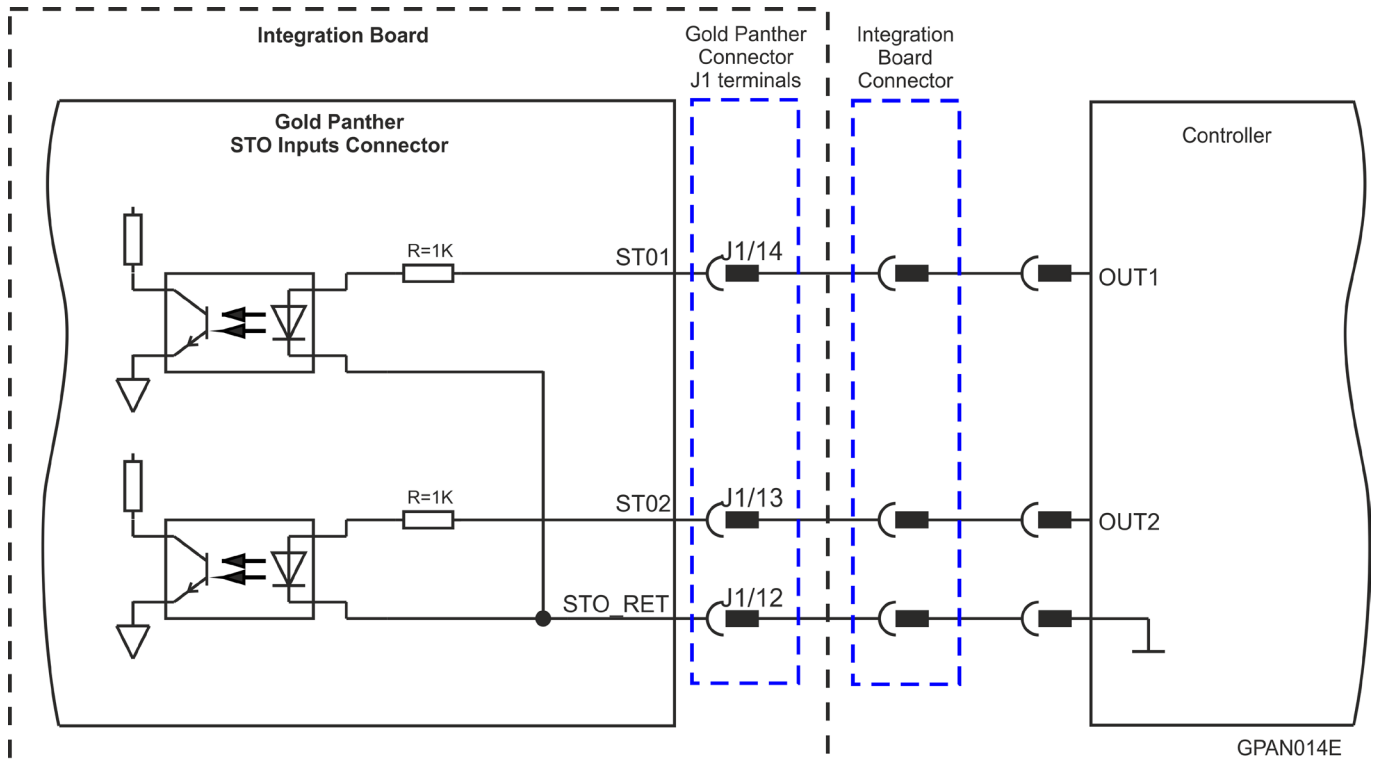 Integration Board
Gold Panther
Connector
J1 terminals
Integration
Board
Connector
Gold Panther
STO Inputs Connector
Controller
R=1K
ST01
J1/14
OUT1
R=1K
ST02
J1/13
OUT2
STO_RET
J1/12
GPAN014E